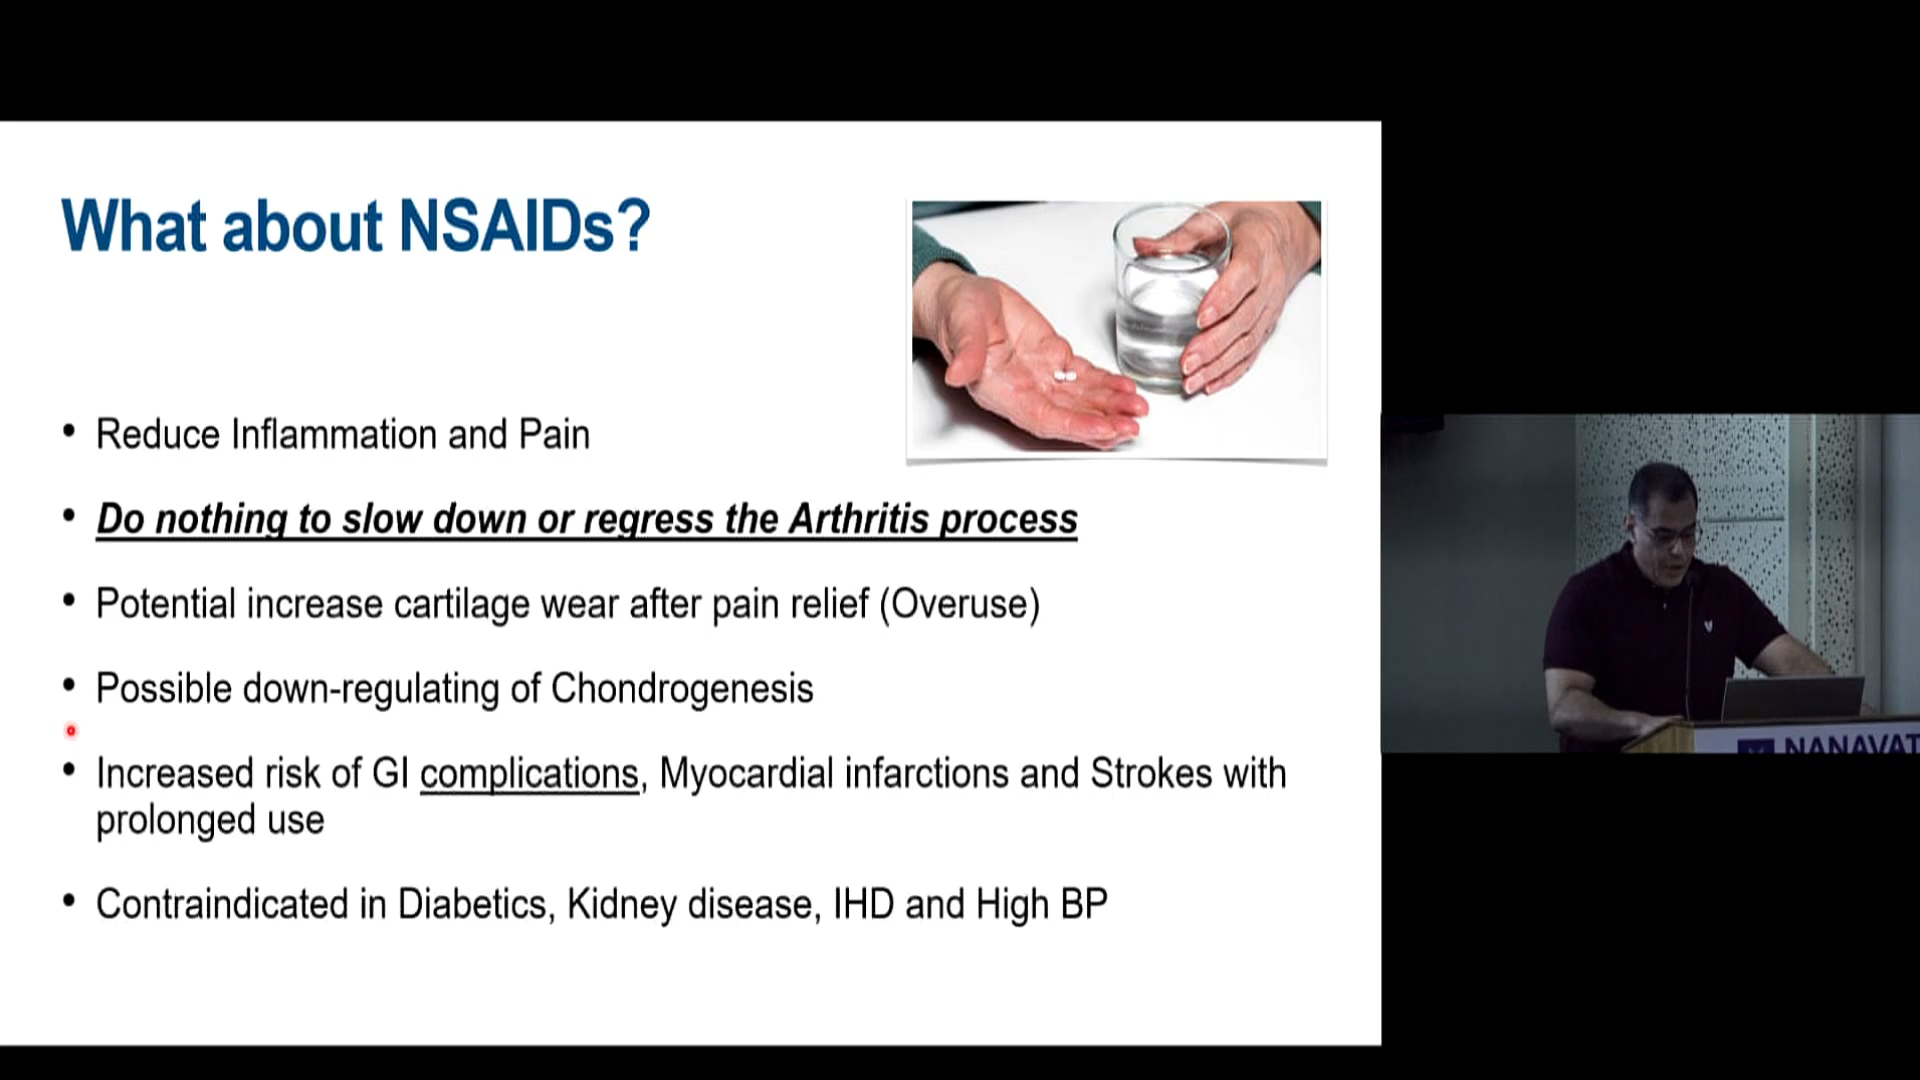 What about NSAIDs?
• Reduce Inflammation and Pain
• Do nothing to slow down or regress the Arthritis process
• Potential increase cartilage wear after pain relief (Overuse)
• Possible down-regulating of Chondrogenesis
• Increased risk of GI complications, Myocardial infarctions and Strokes with
prolonged use
• Contraindicated in Diabetics, Kidney disease, IHD and High BP
NANAVAT